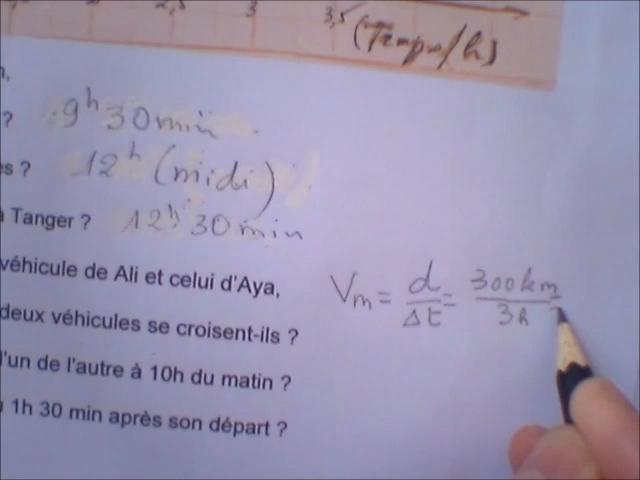 2,5 3 3,5 (Temps/h)
? 9h 30min
es ? 12h (midi)
à Tanger ? 12h 30min
véhicule de Ali et celui d'Aya,
Vm = d/Δt = 300km/3h
deux véhicules se croisent-ils ?
l'un de l'autre à 10h du matin ?
1h 30 min après son départ ?